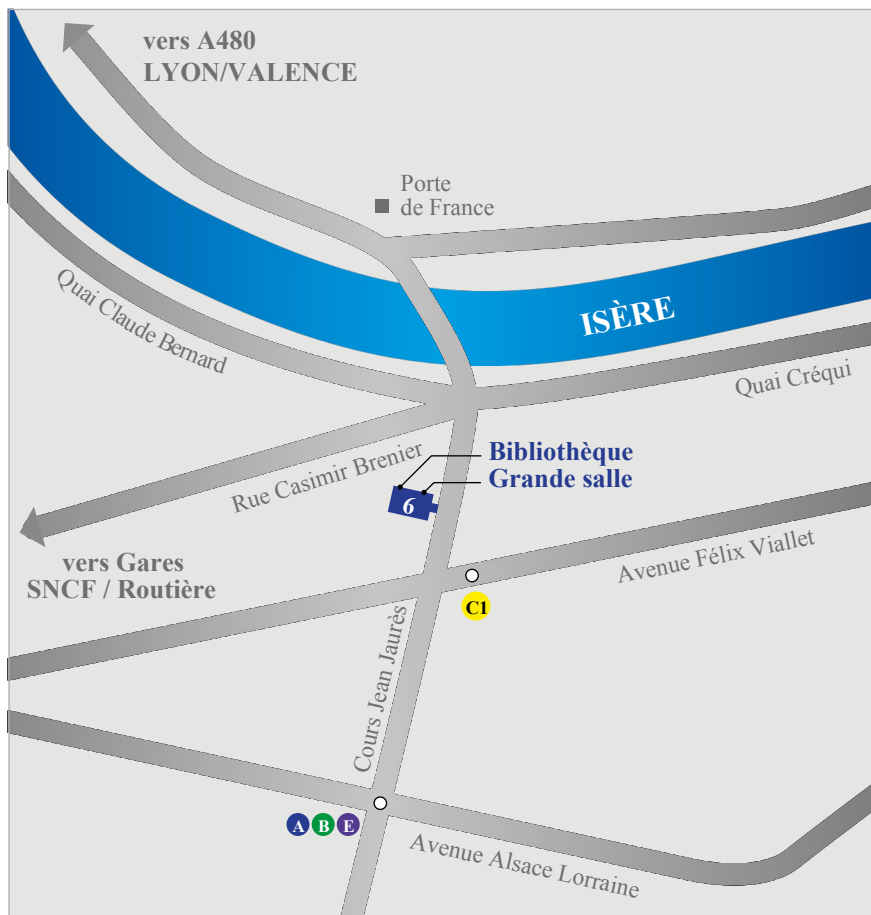 vers A480
LYON/VALENCE
Porte
de France
ISÈRE
Quai Claude Bernard
Quai Créqui
Bibliothèque
Grande salle
Rue Casimir Brenier
6
vers Gares
SNCF / Routière
Avenue Félix Viallet
C1
Cours Jean Jaurès
A B E
Avenue Alsace Lorraine